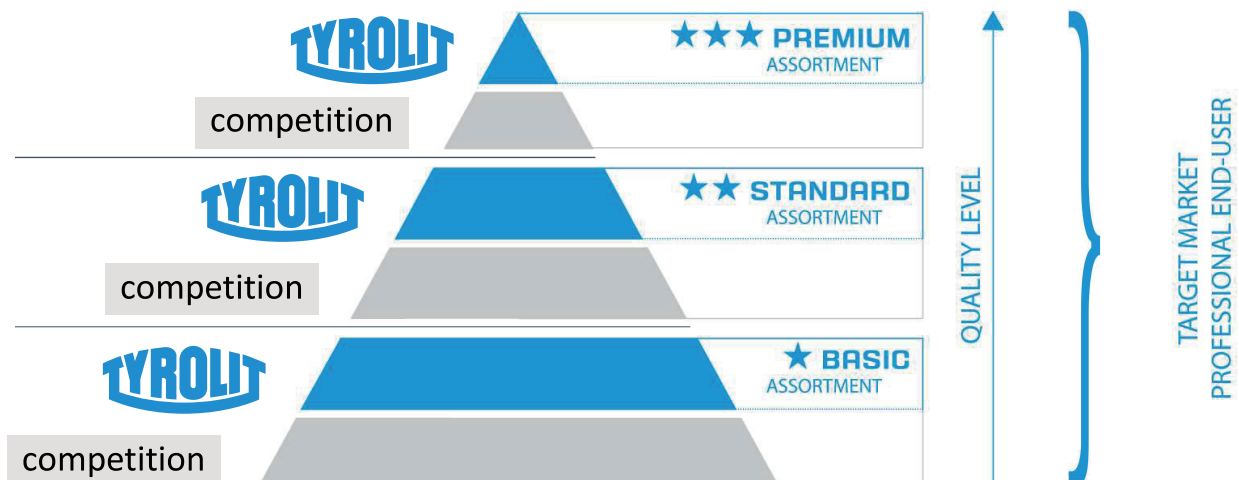 TYROLIT
★★★ PREMIUM
ASSORTMENT
competition
TYROLIT
★★ STANDARD
ASSORTMENT
competition
TYROLIT
★ BASIC
ASSORTMENT
competition
QUALITY LEVEL
TARGET MARKET
PROFESSIONAL END-USER